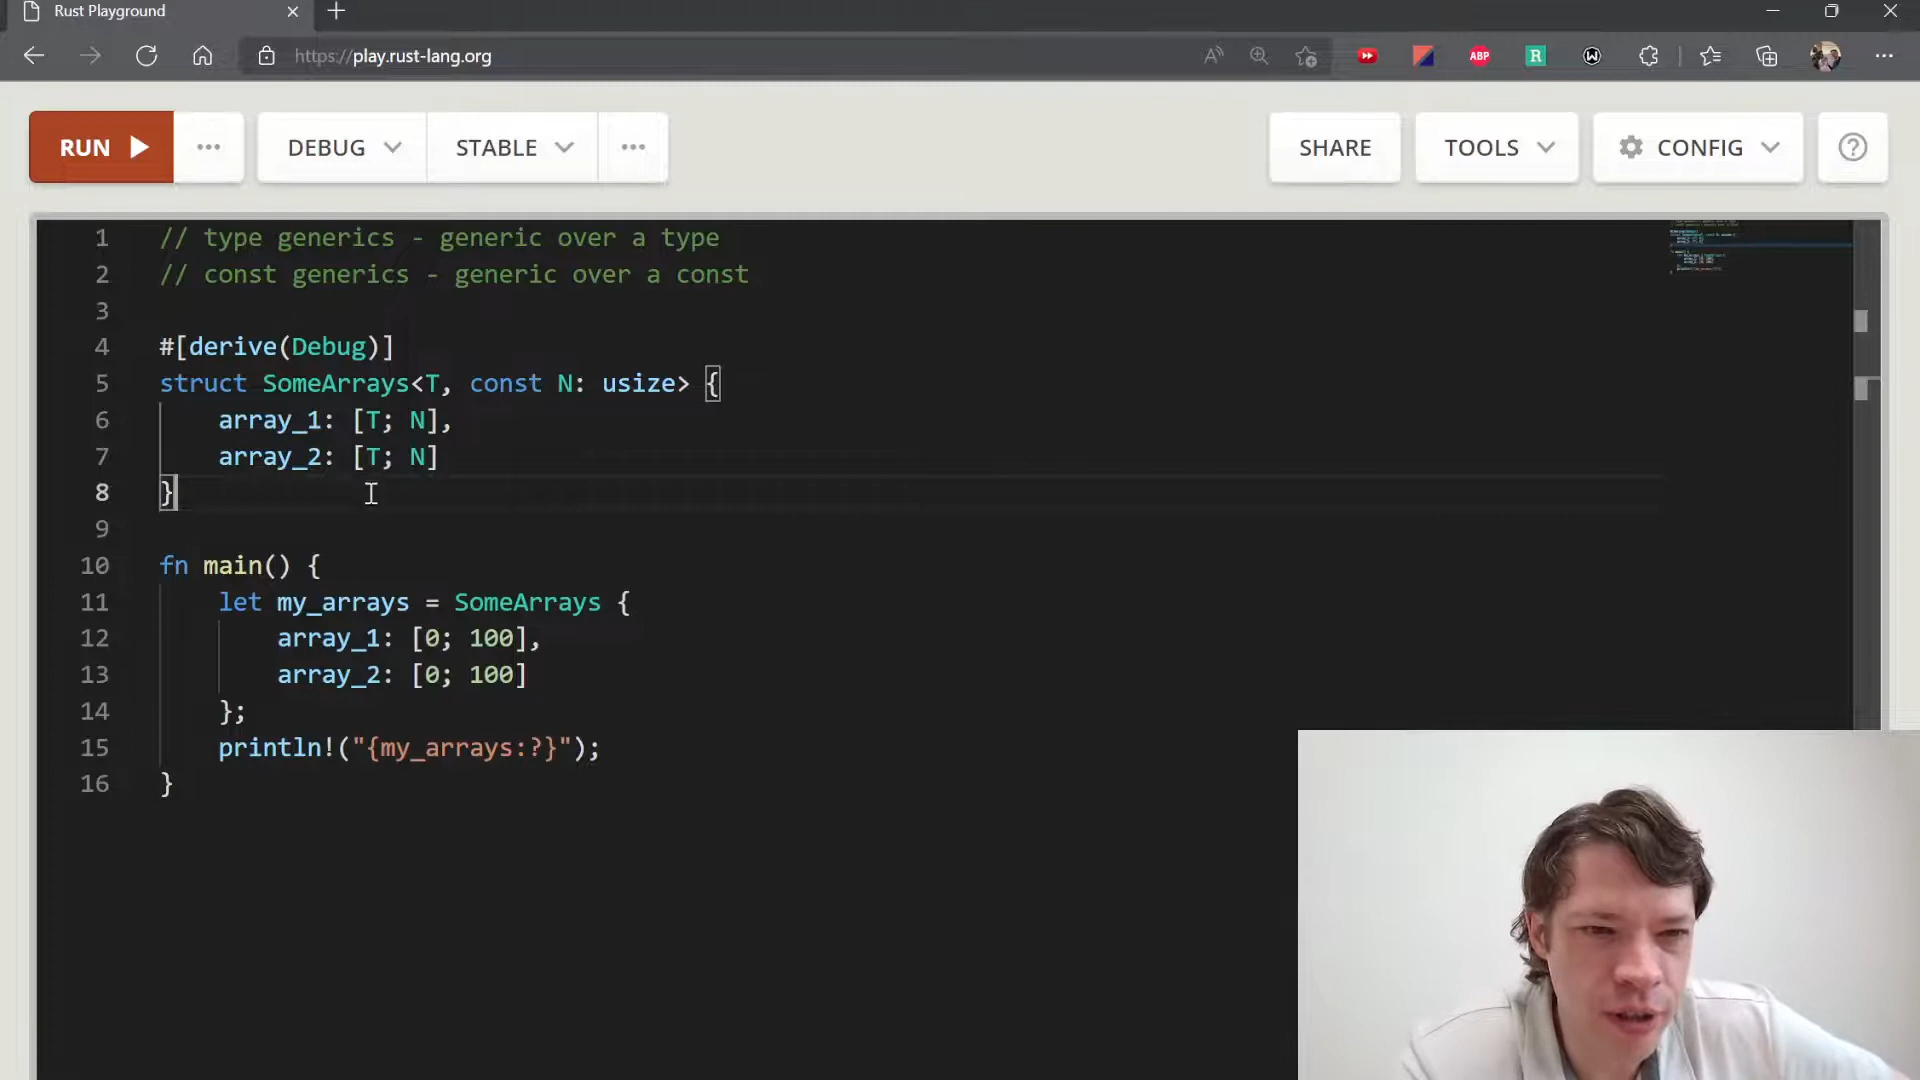 Rust Playground
https://play.rust-lang.org
ABP
R
W
RUN
DEBUG
STABLE
SHARE
TOOLS
CONFIG
1 // type generics - generic over a type
2 // const generics - generic over a const
3
4 #[derive(Debug)]
5 struct SomeArrays<T, const N: usize> {
6 array_1: [T; N],
7 array_2: [T; N]
8 }
9
10 fn main() {
11 let my_arrays = SomeArrays {
12 array_1: [0; 100],
13 array_2: [0; 100]
14 };
15 println!("{my_arrays:?}");
16 }